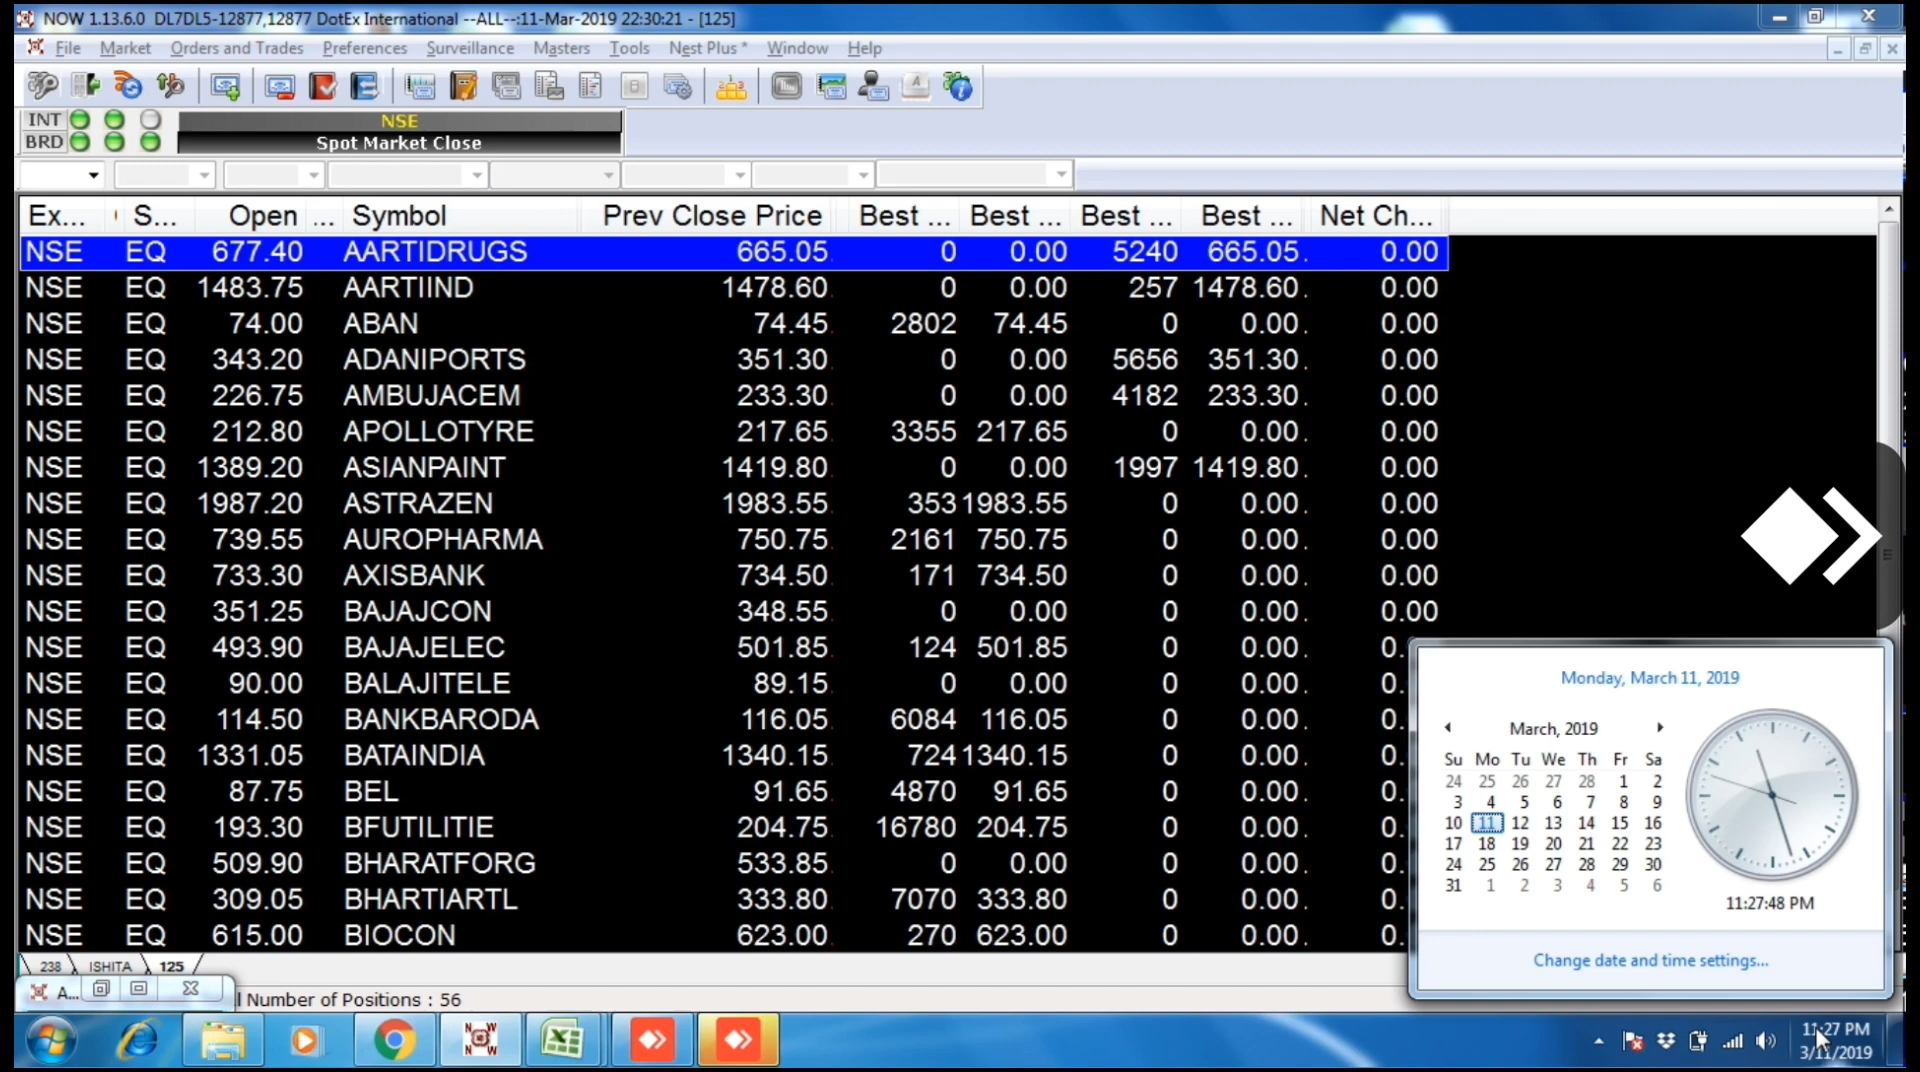 NOW 1.13.6.0 DL7DL5-12877,12877 DotEx International --ALL--:11-Mar-2019 22:30:21 - [125]
File Market Orders and Trades Preferences Surveillance Masters Tools Nest Plus * Window Help
INT NSE
BRD Spot Market Close
Ex... S... Open ... Symbol Prev Close Price Best ... Best ... Best ... Best ... Net Ch...
NSE EQ 677.40 AARTIDRUGS 665.05 0 0.00 5240 665.05 0.00
NSE EQ 1483.75 AARTIIND 1478.60 0 0.00 257 1478.60 0.00
NSE EQ 74.00 ABAN 74.45 2802 74.45 0 0.00 0.00
NSE EQ 343.20 ADANIPORTS 351.30 0 0.00 5656 351.30 0.00
NSE EQ 226.75 AMBUJACEM 233.30 0 0.00 4182 233.30 0.00
NSE EQ 212.80 APOLLOTYRE 217.65 3355 217.65 0 0.00 0.00
NSE EQ 1389.20 ASIANPAINT 1419.80 0 0.00 1997 1419.80 0.00
NSE EQ 1987.20 ASTRAZEN 1983.55 353 1983.55 0 0.00 0.00
NSE EQ 739.55 AUROPHARMA 750.75 2161 750.75 0 0.00 0.00
NSE EQ 733.30 AXISBANK 734.50 171 734.50 0 0.00 0.00
NSE EQ 351.25 BAJAJCON 348.55 0 0.00 0 0.00 0.00
NSE EQ 493.90 BAJAJELEC 501.85 124 501.85 0 0.00 0.
NSE EQ 90.00 BALAJITELE 89.15 0 0.00 0 0.00 0.
NSE EQ 114.50 BANKBARODA 116.05 6084 116.05 0 0.00 0.
NSE EQ 1331.05 BATAINDIA 1340.15 724 1340.15 0 0.00 0.
NSE EQ 87.75 BEL 91.65 4870 91.65 0 0.00 0.
NSE EQ 193.30 BFUTILITIE 204.75 16780 204.75 0 0.00 0.
NSE EQ 509.90 BHARATFORG 533.85 0 0.00 0 0.00 0.
NSE EQ 309.05 BHARTIARTL 333.80 7070 333.80 0 0.00 0.
NSE EQ 615.00 BIOCON 623.00 270 623.00 0 0.00 0.
238 ISHITA 125
A... l Number of Positions : 56
Monday, March 11, 2019
March, 2019
Su Mo Tu We Th Fr Sa
24 25 26 27 28 1 2
3 4 5 6 7 8 9
10 11 12 13 14 15 16
17 18 19 20 21 22 23
24 25 26 27 28 29 30
31 1 2 3 4 5 6
11:27:48 PM
Change date and time settings...
11:27 PM
3/11/2019